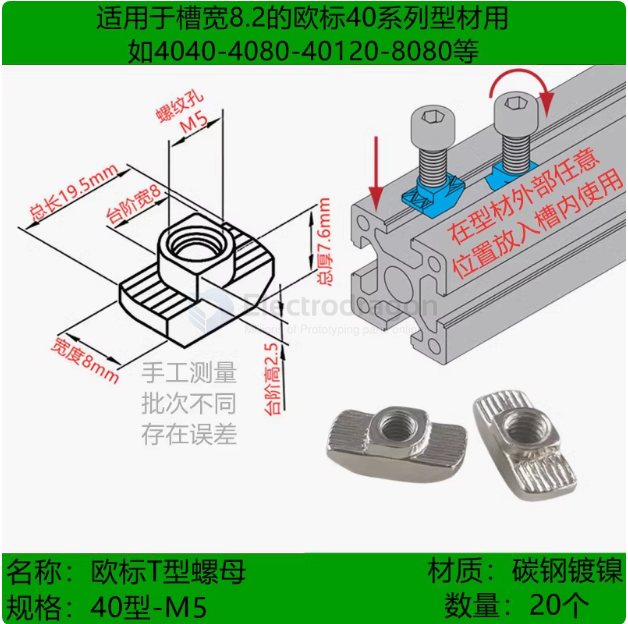 适用于槽宽8.2的欧标40系列型材用
如4040-4080-40120-8080等
螺纹孔
M5
总长19.5mm
台阶宽8
总厚7.6mm
在型材外部任意
位置放入槽内使用
Electrodragon
宽度8mm
台阶高2.5
手工测量
批次不同
存在误差
名称：欧标T型螺母
规格：40型-M5
材质：碳钢镀镍
数量：20个